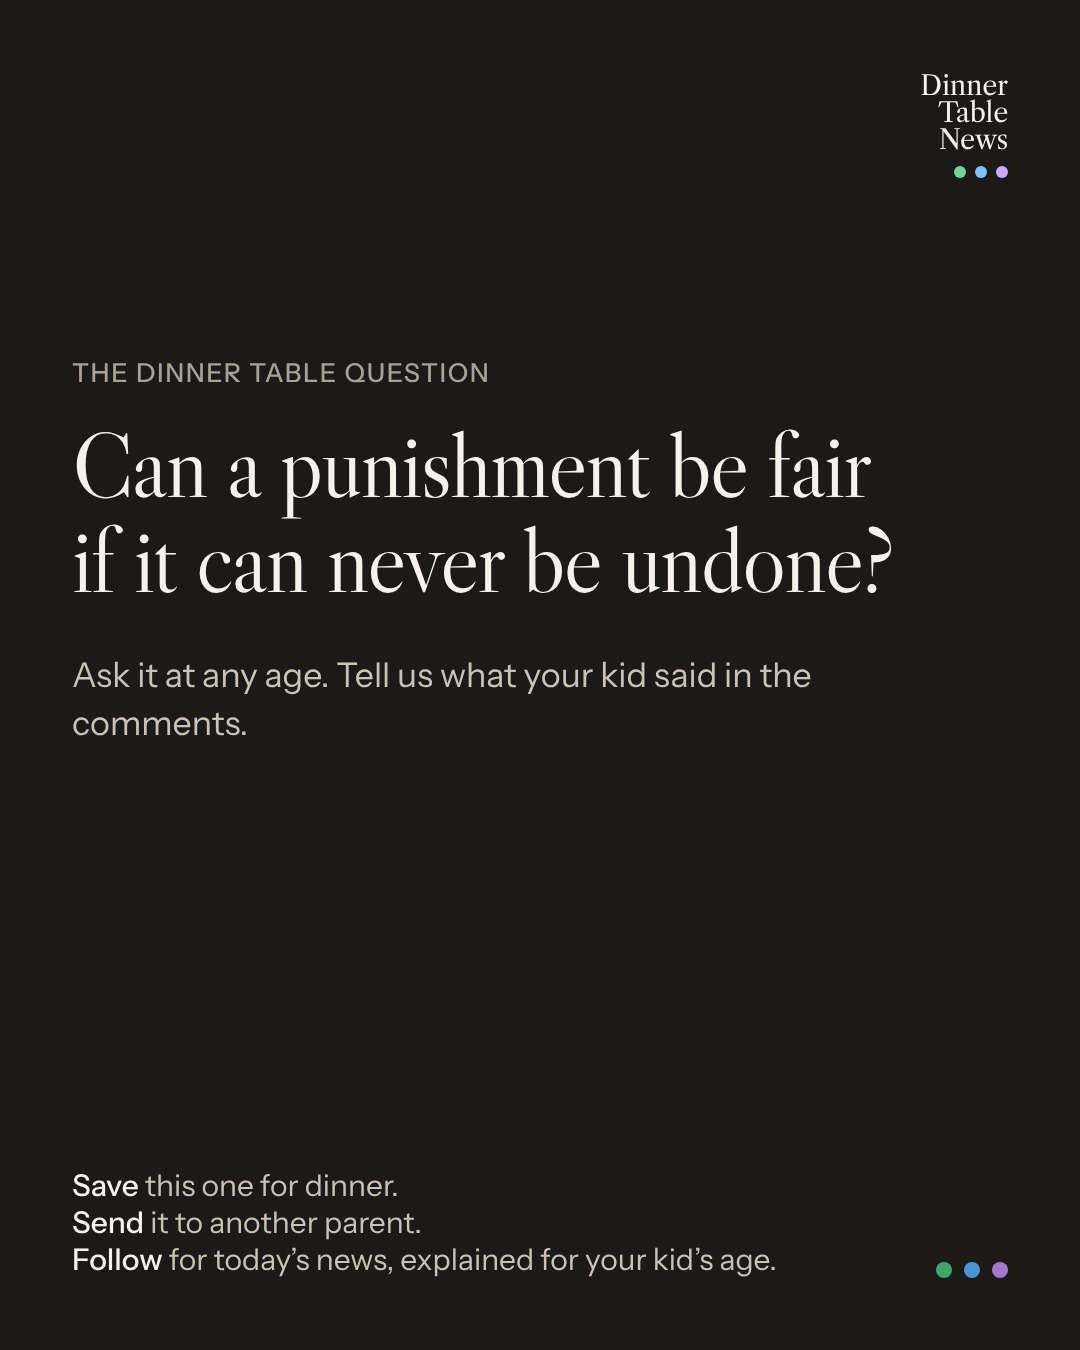 Dinner
Table
News
THE DINNER TABLE QUESTION
Can a punishment be fair
if it can never be undone?
Ask it at any age. Tell us what your kid said in the
comments.
Save this one for dinner.
Send it to another parent.
Follow for today’s news, explained for your kid’s age.